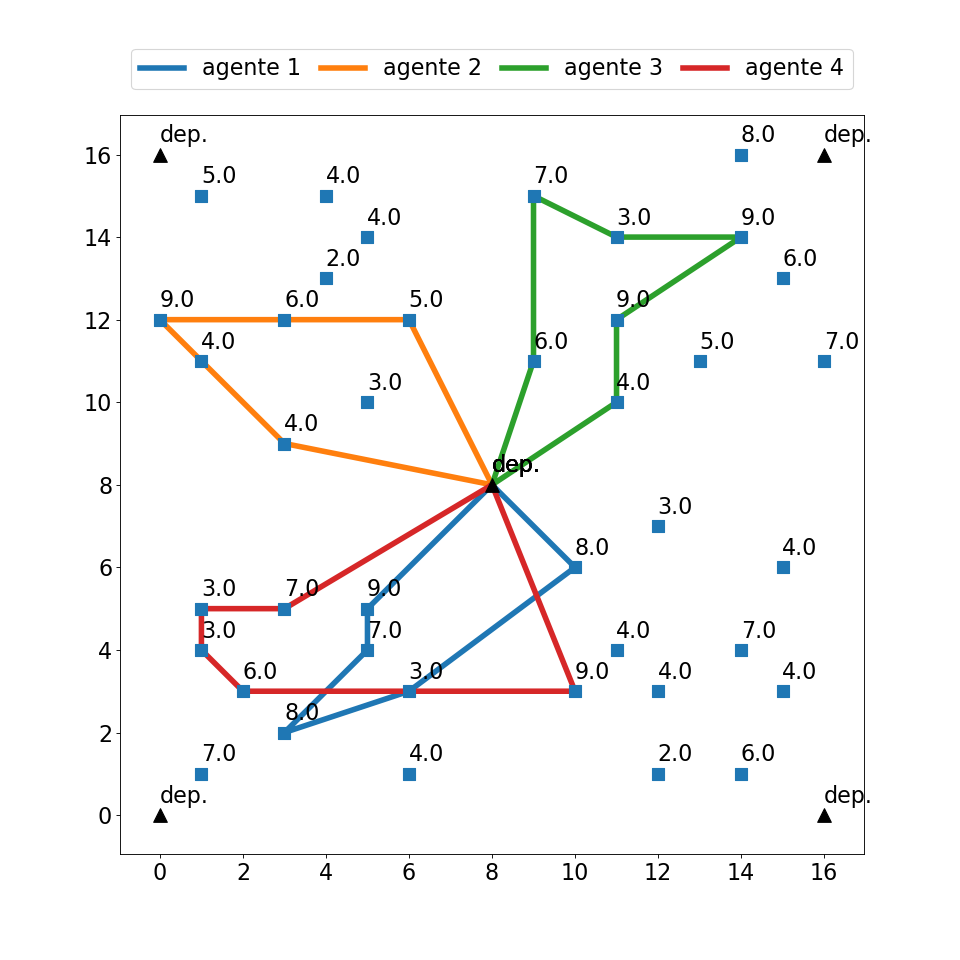 agente 1 agente 2 agente 3 agente 4
dep. 8.0 dep.
16
5.0 4.0 7.0
4.0 3.0 9.0
14
2.0 6.0
9.0 6.0 5.0 9.0
12
4.0 6.0 5.0 7.0
3.0 4.0
10
4.0
dep.
8
3.0
8.0 4.0
6
3.0 7.0 9.0
3.0 7.0 4.0 7.0
4
6.0 3.0 9.0 4.0 4.0
8.0
2
7.0 4.0 2.0 6.0
dep. dep.
0
0 2 4 6 8 10 12 14 16